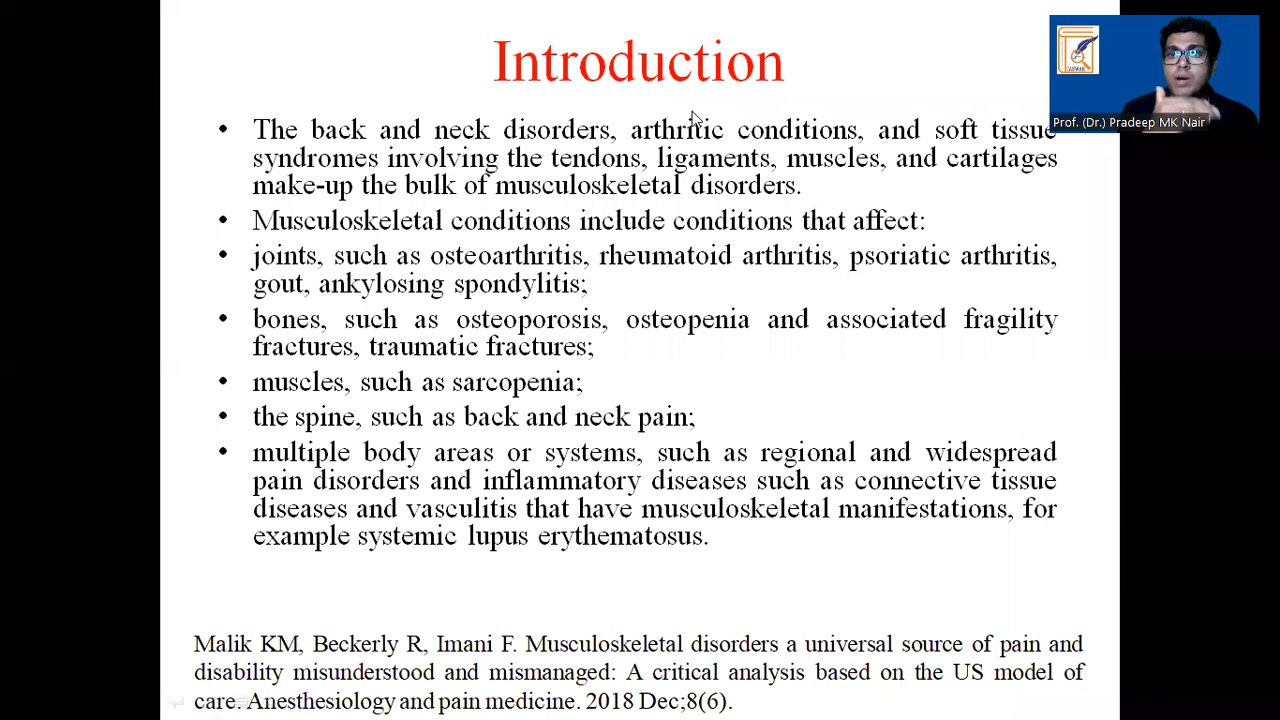 Introduction
Prof. (Dr.) Pradeep MK Nair
• The back and neck disorders, arthritic conditions, and soft tissue
syndromes involving the tendons, ligaments, muscles, and cartilages
make-up the bulk of musculoskeletal disorders.
• Musculoskeletal conditions include conditions that affect:
• joints, such as osteoarthritis, rheumatoid arthritis, psoriatic arthritis,
gout, ankylosing spondylitis;
• bones, such as osteoporosis, osteopenia and associated fragility
fractures, traumatic fractures;
• muscles, such as sarcopenia;
• the spine, such as back and neck pain;
• multiple body areas or systems, such as regional and widespread
pain disorders and inflammatory diseases such as connective tissue
diseases and vasculitis that have musculoskeletal manifestations, for
example systemic lupus erythematosus.
Malik KM, Beckerly R, Imani F. Musculoskeletal disorders a universal source of pain and
disability misunderstood and mismanaged: A critical analysis based on the US model of
care. Anesthesiology and pain medicine. 2018 Dec;8(6).